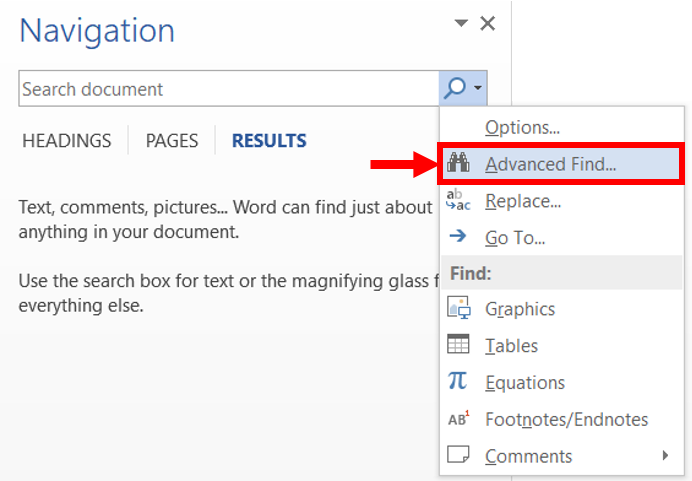 Navigation
Search document
HEADINGS PAGES RESULTS
Text, comments, pictures... Word can find just about
anything in your document.
Use the search box for text or the magnifying glass f
everything else.
Options...
Advanced Find...
ab
ac
Replace...
Go To...
Find:
Graphics
Tables
π Equations
AB¹ Footnotes/Endnotes
Comments